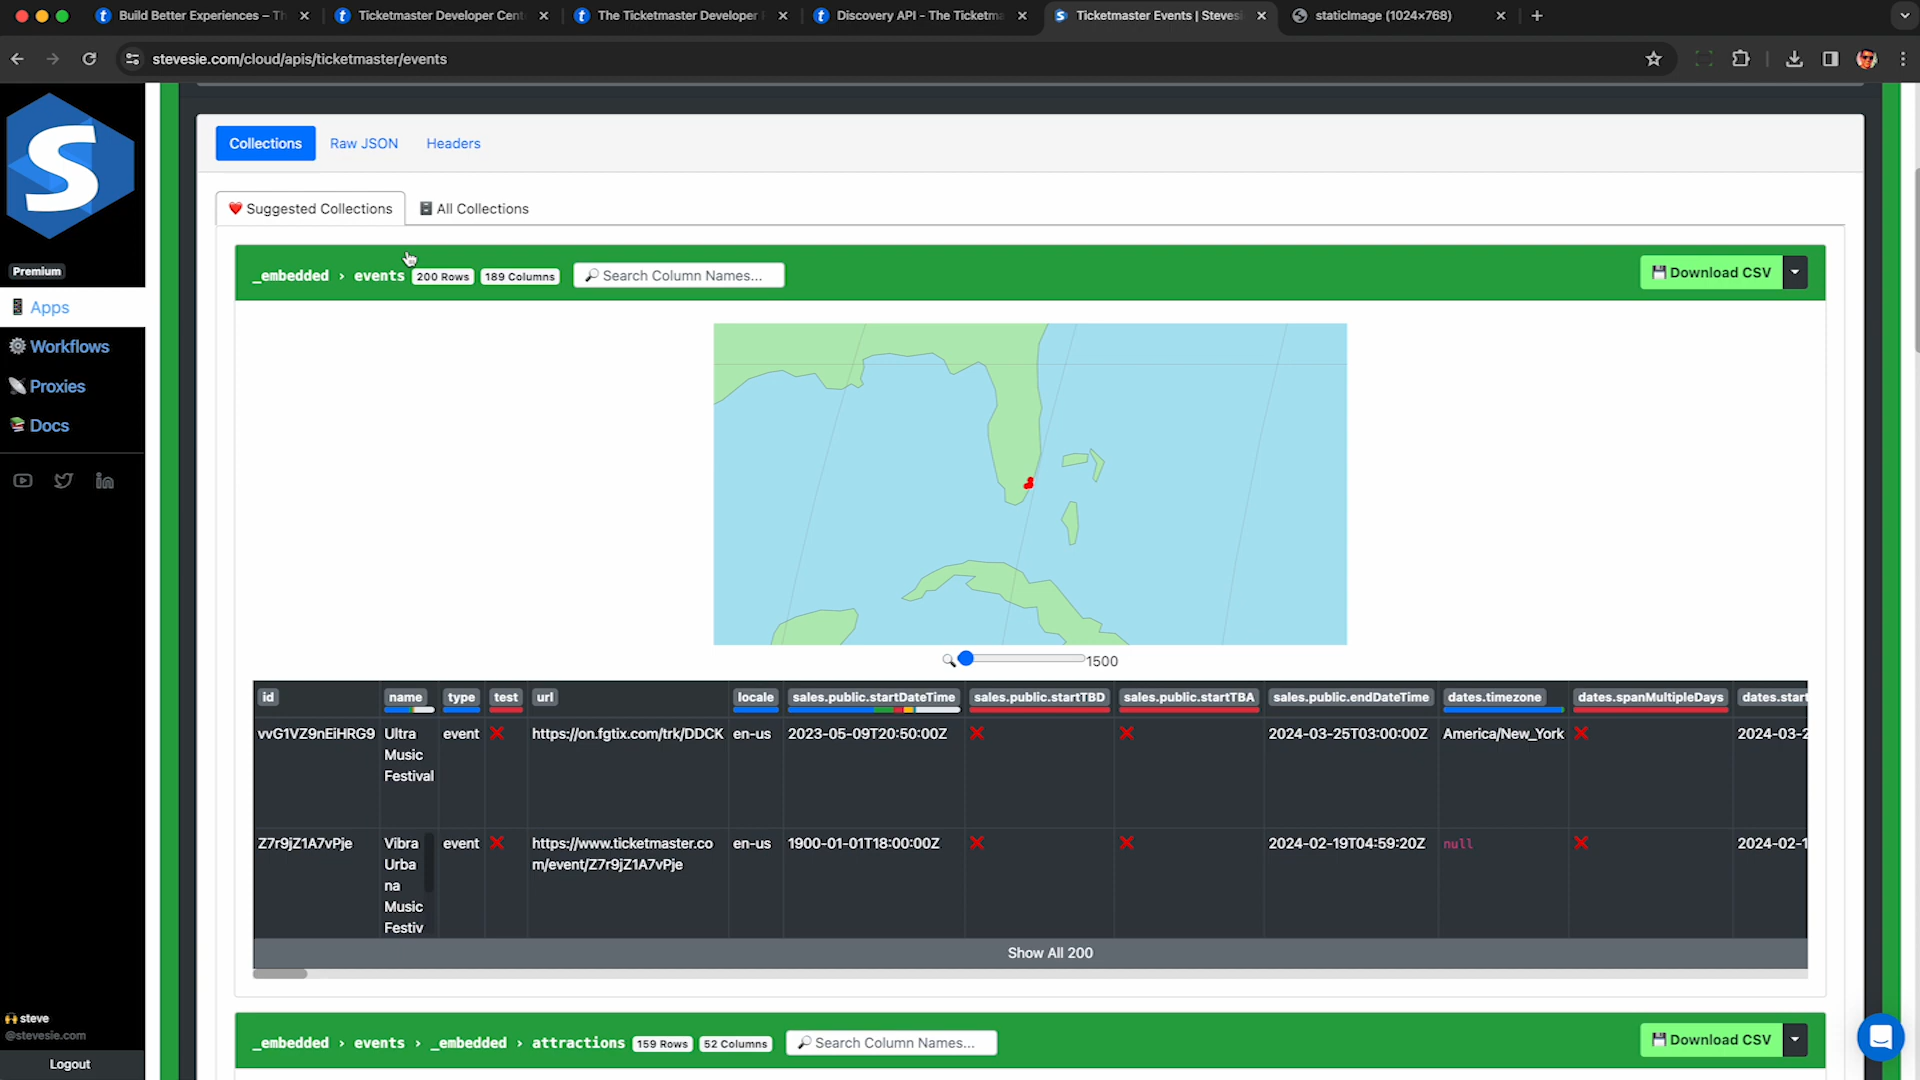 Build Better Experiences – Th
Ticketmaster Developer Cent
The Ticketmaster Developer
Discovery API - The Ticketma
Ticketmaster Events | Steves
staticImage (1024×768)
stevesie.com/cloud/apis/ticketmaster/events
S
Premium
Apps
Workflows
Proxies
Docs
steve
@stevesie.com
Logout
Collections Raw JSON Headers
Suggested Collections All Collections
_embedded › events 200 Rows 189 Columns Search Column Names... Download CSV
1500
id name type test url locale sales.public.startDateTime sales.public.startTBD sales.public.startTBA sales.public.endDateTime dates.timezone dates.spanMultipleDays dates.start
vvG1VZ9nEiHRG9 Ultra Music Festival event https://on.fgtix.com/trk/DDCK en-us 2023-05-09T20:50:00Z 2024-03-25T03:00:00Z America/New_York 2024-03-2
Z7r9jZ1A7vPje Vibra Urba na Music Festiv event https://www.ticketmaster.co m/event/Z7r9jZ1A7vPje en-us 1900-01-01T18:00:00Z 2024-02-19T04:59:20Z null 2024-02-1
Show All 200
_embedded › events › _embedded › attractions 159 Rows 52 Columns Search Column Names... Download CSV